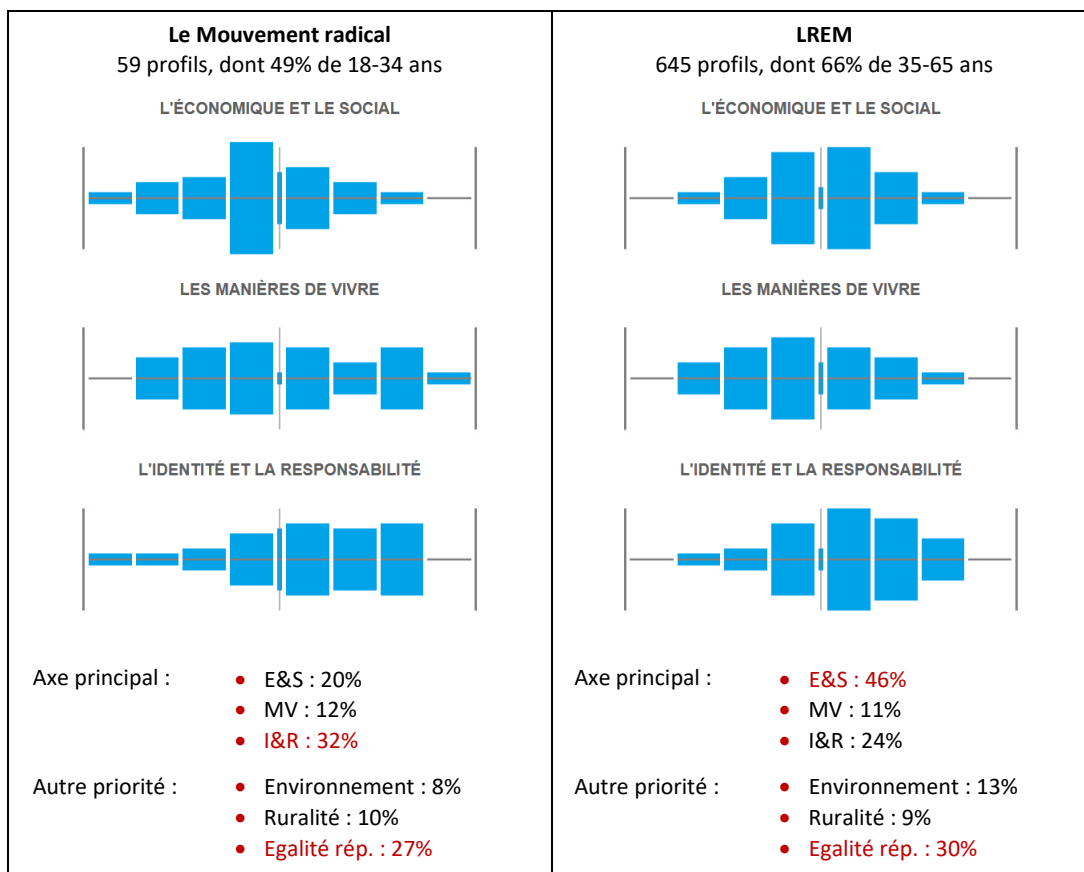 Le Mouvement radical
59 profils, dont 49% de 18-34 ans
L'ÉCONOMIQUE ET LE SOCIAL
LES MANIÈRES DE VIVRE
L'IDENTITÉ ET LA RESPONSABILITÉ
Axe principal :
• E&S : 20%
• MV : 12%
• I&R : 32%
Autre priorité :
• Environnement : 8%
• Ruralité : 10%
• Egalité rép. : 27%
LREM
645 profils, dont 66% de 35-65 ans
L'ÉCONOMIQUE ET LE SOCIAL
LES MANIÈRES DE VIVRE
L'IDENTITÉ ET LA RESPONSABILITÉ
Axe principal :
• E&S : 46%
• MV : 11%
• I&R : 24%
Autre priorité :
• Environnement : 13%
• Ruralité : 9%
• Egalité rép. : 30%